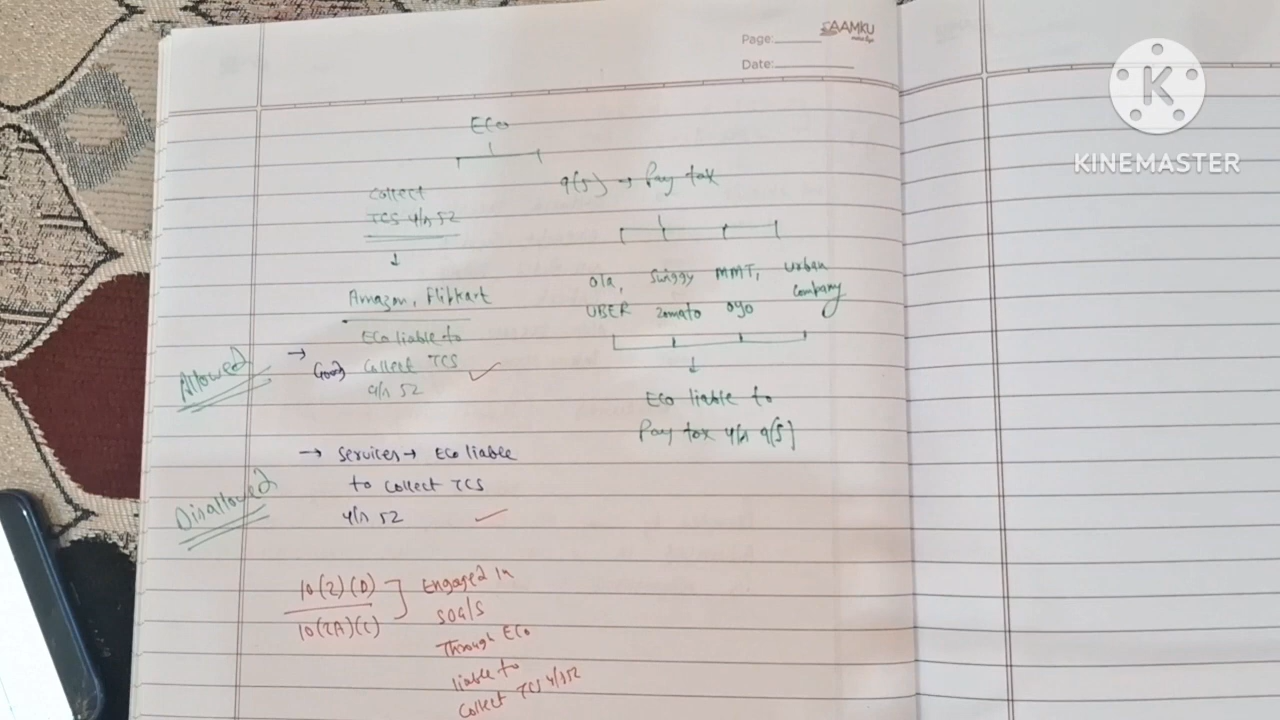 SAAMKU
Page:
Date:
KINEMASTER
ECO
Collect
TCS u/s 52
9(5) → Pay tax
Amazon, Flipkart
Ola,
UBER
Swiggy
Zomato
MMT,
OYO
Urban
Company
Allowed
→ ECO liable to
Good Collect TCS
u/s 52 ✓
ECO liable to
Pay tax u/s 9(5)
Disallowed
→ Services → ECO liable
to collect TCS
u/s 52 ✓
10(2)(D)
10(2A)(C)
Engaged in
SOG/S
Through ECO
liable to
Collect TCS u/s 52